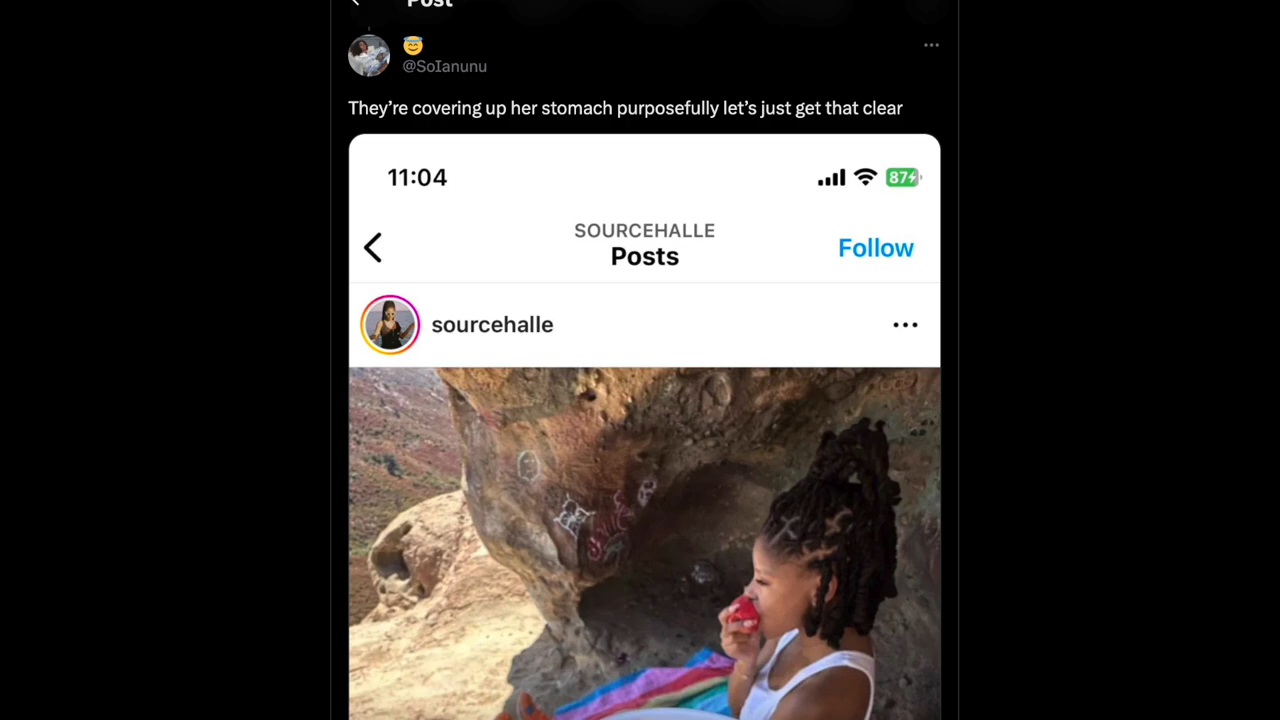 Post
@SoIanunu
They’re covering up her stomach purposefully let’s just get that clear
11:04
87
SOURCEHALLE
Posts
Follow
sourcehalle